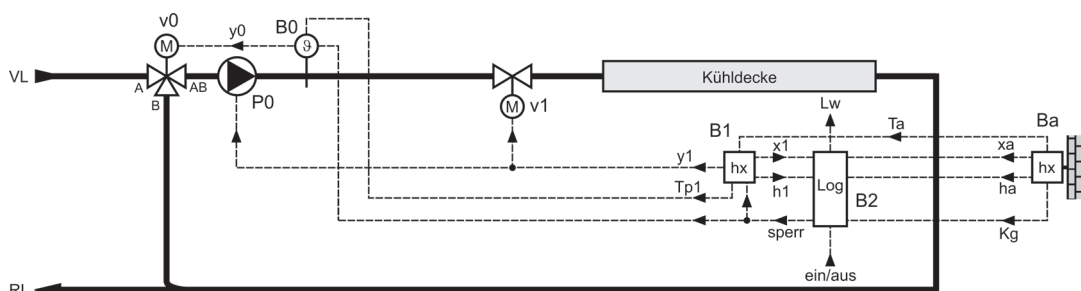 v0
B0
y0
M
ϑ
VL
A
AB
B
P0
M
v1
Kühldecke
Lw
B1
Ta
Ba
x1
xa
y1
hx
hx
Tp1
h1
Log
ha
B2
sperr
Kg
ein/aus
RL